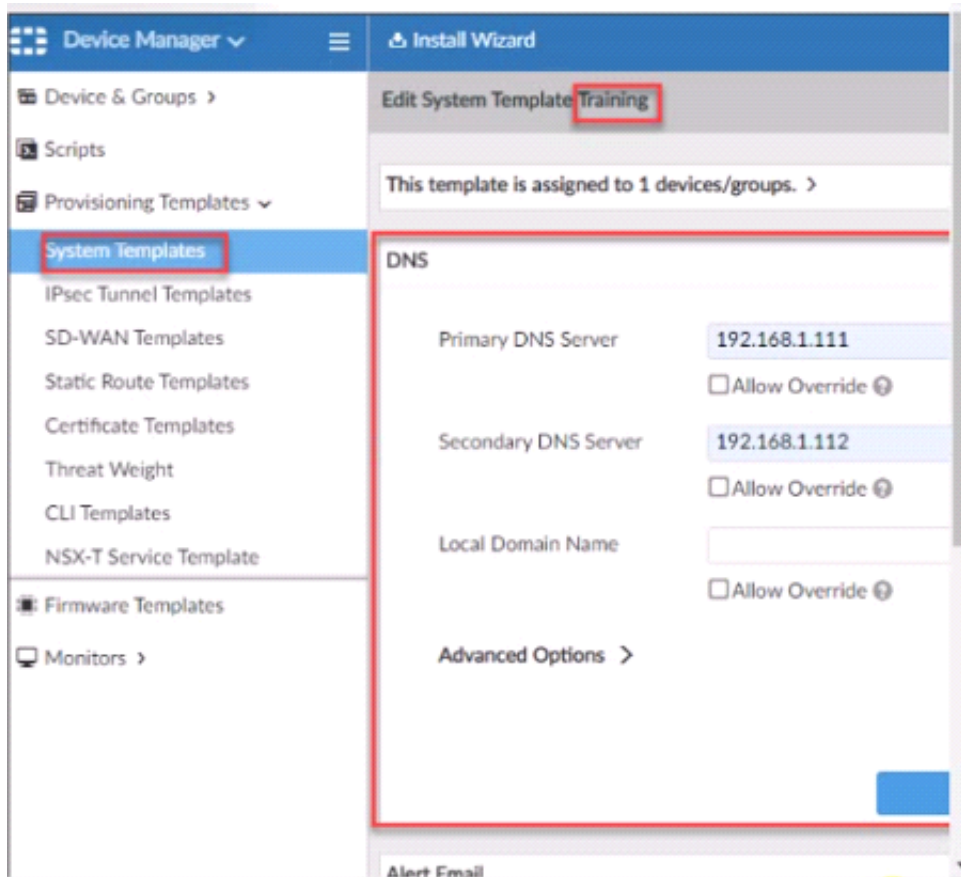 Device Manager
Install Wizard
Device & Groups >
Edit System Template Training
Scripts
This template is assigned to 1 devices/groups. >
Provisioning Templates
System Templates
DNS
IPsec Tunnel Templates
SD-WAN Templates
Primary DNS Server 192.168.1.111
Static Route Templates
Allow Override
Certificate Templates
Secondary DNS Server 192.168.1.112
Threat Weight
Allow Override
CLI Templates
NSX-T Service Template
Local Domain Name
Allow Override
Firmware Templates
Monitors >
Advanced Options >
Alert Email